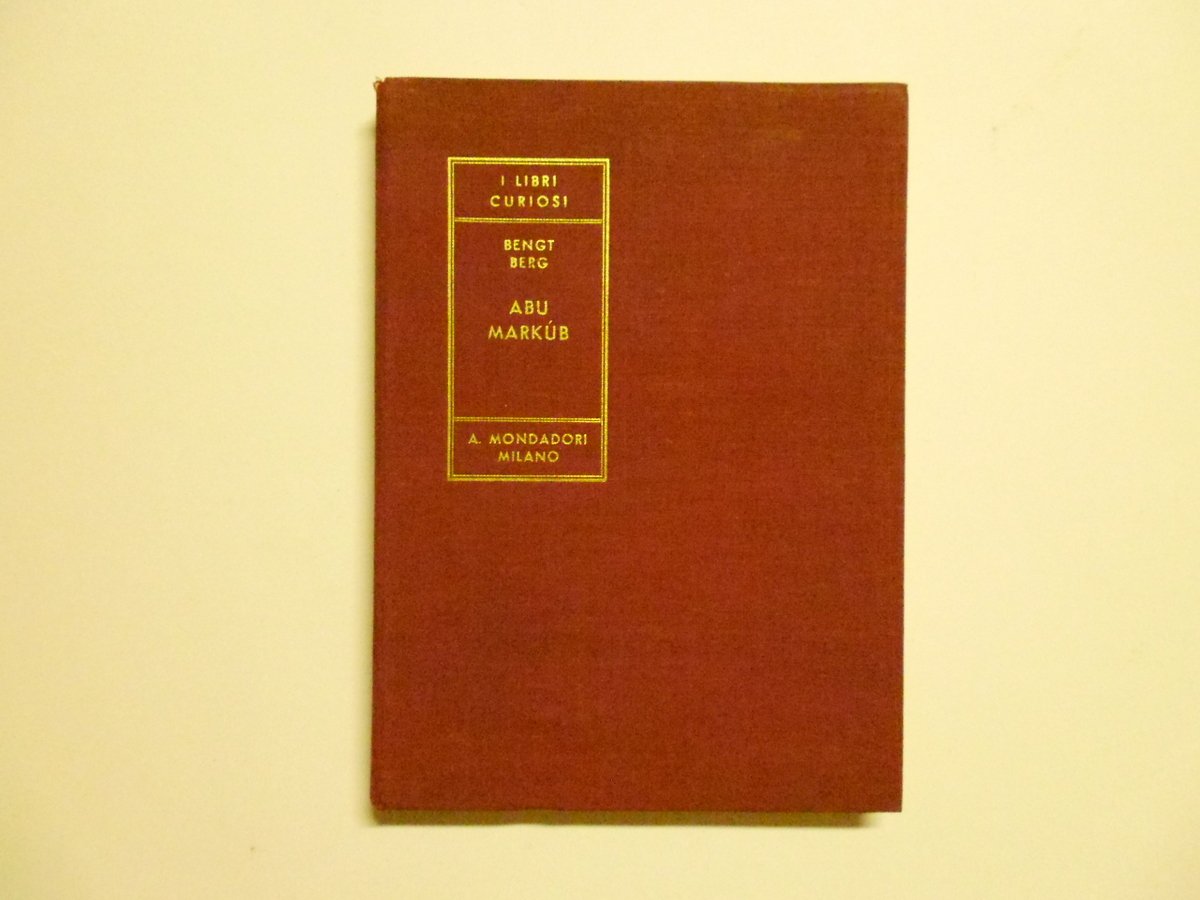 I LIBRI
CURIOSI
BENGT
BERG
ABU
MARKÚB
A. MONDADORI
MILANO